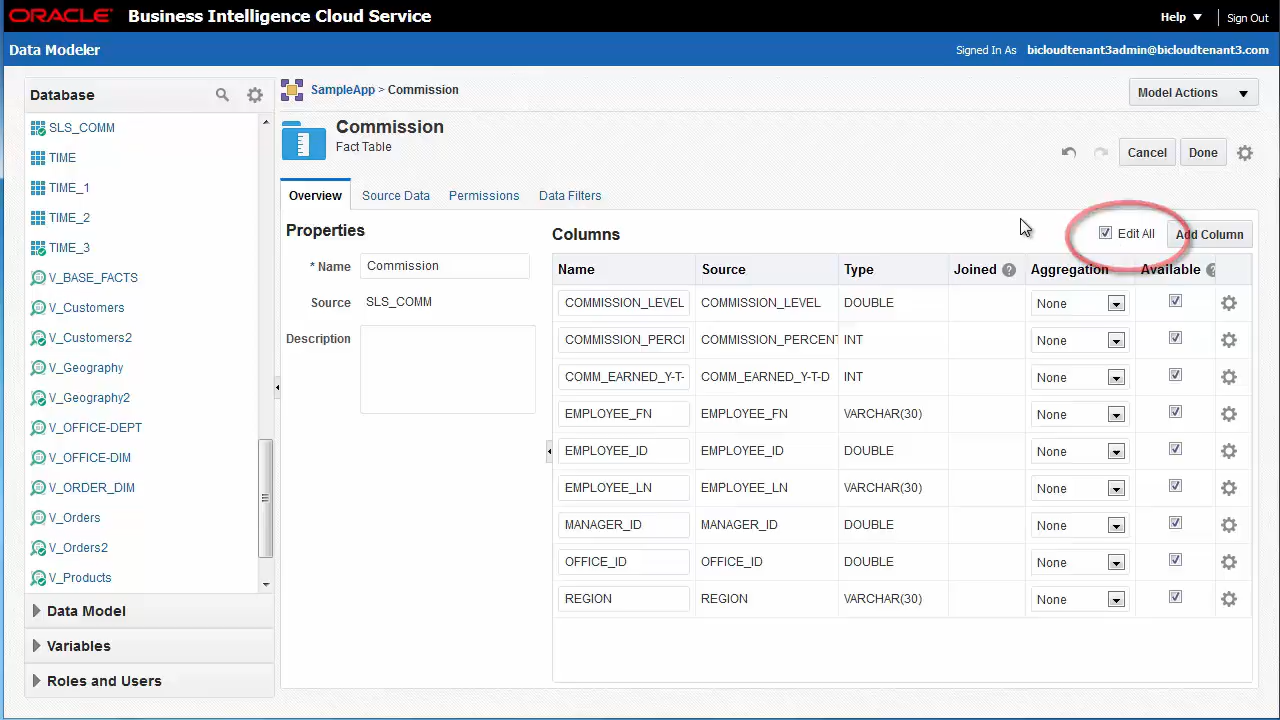 ORACLE Business Intelligence Cloud Service
Help Sign Out
Data Modeler
Signed In As bicloudtenant3admin@bicloudtenant3.com
Database
SLS_COMM
TIME
TIME_1
TIME_2
TIME_3
V_BASE_FACTS
V_Customers
V_Customers2
V_Geography
V_Geography2
V_OFFICE-DEPT
V_OFFICE-DIM
V_ORDER_DIM
V_Orders
V_Orders2
V_Products
Data Model
Variables
Roles and Users
SampleApp > Commission
Model Actions
Commission
Fact Table
Cancel Done
Overview Source Data Permissions Data Filters
Properties
* Name Commission
Source SLS_COMM
Description
Columns
Edit All Add Column
Name Source Type Joined ? Aggregation Available ?
COMMISSION_LEVEL COMMISSION_LEVEL DOUBLE None
COMMISSION_PERCI COMMISSION_PERCENT INT None
COMM_EARNED_Y-T- COMM_EARNED_Y-T-D INT None
EMPLOYEE_FN EMPLOYEE_FN VARCHAR(30) None
EMPLOYEE_ID EMPLOYEE_ID DOUBLE None
EMPLOYEE_LN EMPLOYEE_LN VARCHAR(30) None
MANAGER_ID MANAGER_ID DOUBLE None
OFFICE_ID OFFICE_ID DOUBLE None
REGION REGION VARCHAR(30) None